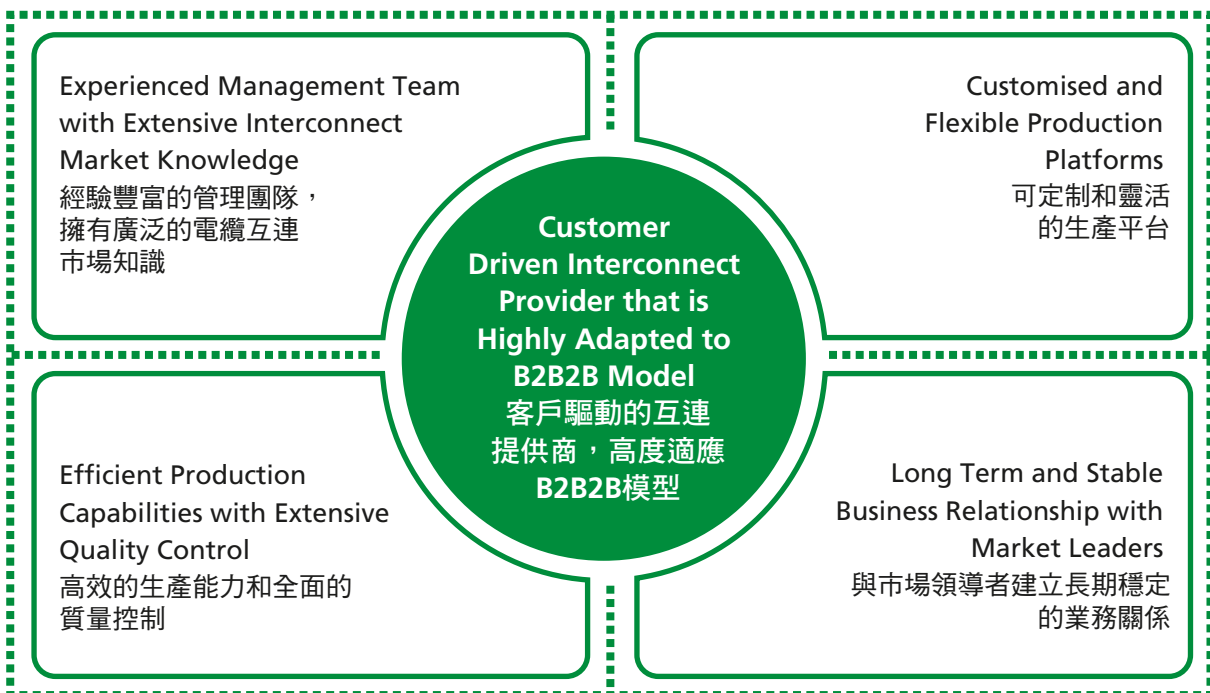 Experienced Management Team
with Extensive Interconnect
Market Knowledge
經驗豐富的管理團隊，
擁有廣泛的電纜互連
市場知識
Customised and
Flexible Production
Platforms
可定制和靈活
的生產平台
Customer
Driven Interconnect
Provider that is
Highly Adapted to
B2B2B Model
客戶驅動的互連
提供商，高度適應
B2B2B模型
Efficient Production
Capabilities with Extensive
Quality Control
高效的生產能力和全面的
質量控制
Long Term and Stable
Business Relationship with
Market Leaders
與市場領導者建立長期穩定
的業務關係